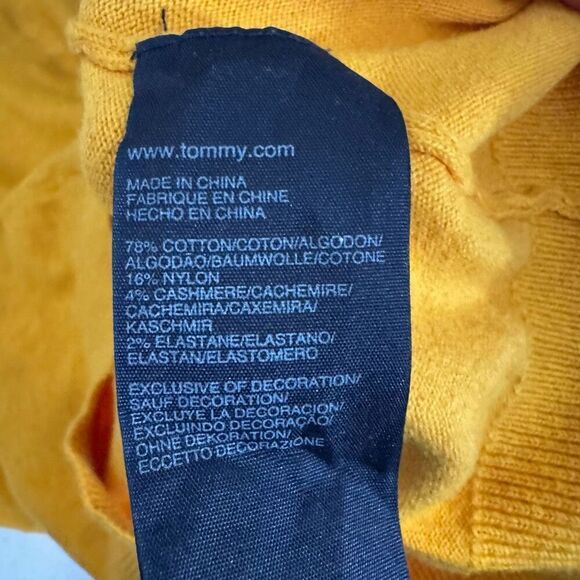 www.tommy.com
MADE IN CHINA
FABRIQUE EN CHINE
HECHO EN CHINA
78% COTTON/COTON/ALGODON/
ALGODÃO/BAUMWOLLE/COTONE
16% NYLON
4% CASHMERE/CACHEMIRE/
CACHEMIRA/CAXEMIRA/
KASCHMIR
2% ELASTANE/ELASTANO/
ELASTAN/ELASTOMERO
EXCLUSIVE OF DECORATION/
SAUF DECORATION/
EXCLUYE LA DECORACION/
EXCLUINDO DECORAÇÃO/
OHNE DEKORATION/
ECCETTO DECORAZIONE